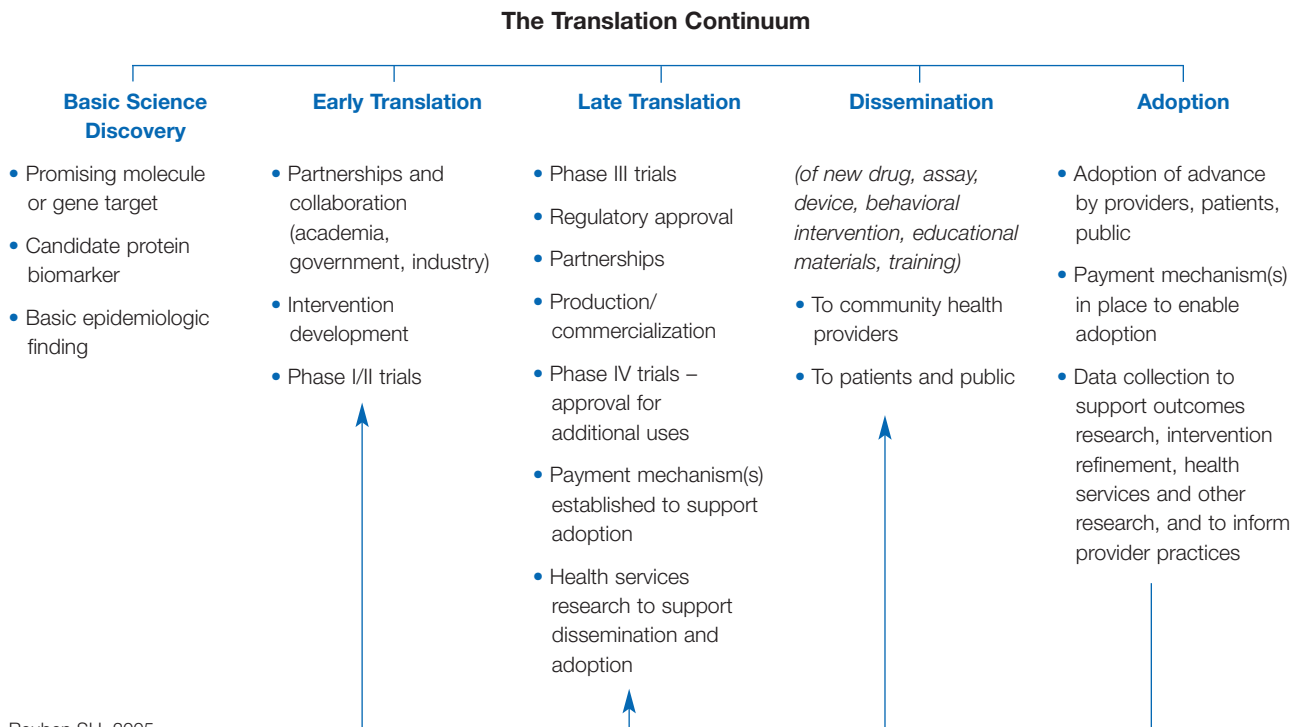 The Translation Continuum
Basic Science
Discovery
• Promising molecule
or gene target
• Candidate protein
biomarker
• Basic epidemiologic
finding
Early Translation
• Partnerships and
collaboration
(academia,
government, industry)
• Intervention
development
• Phase I/II trials
Late Translation
• Phase III trials
• Regulatory approval
• Partnerships
• Production/
commercialization
• Phase IV trials –
approval for
additional uses
• Payment mechanism(s)
established to support
adoption
• Health services
research to support
dissemination and
adoption
Dissemination
(of new drug, assay,
device, behavioral
intervention, educational
materials, training)
• To community health
providers
• To patients and public
Adoption
• Adoption of advance
by providers, patients,
public
• Payment mechanism(s)
in place to enable
adoption
• Data collection to
support outcomes
research, intervention
refinement, health
services and other
research, and to inform
provider practices